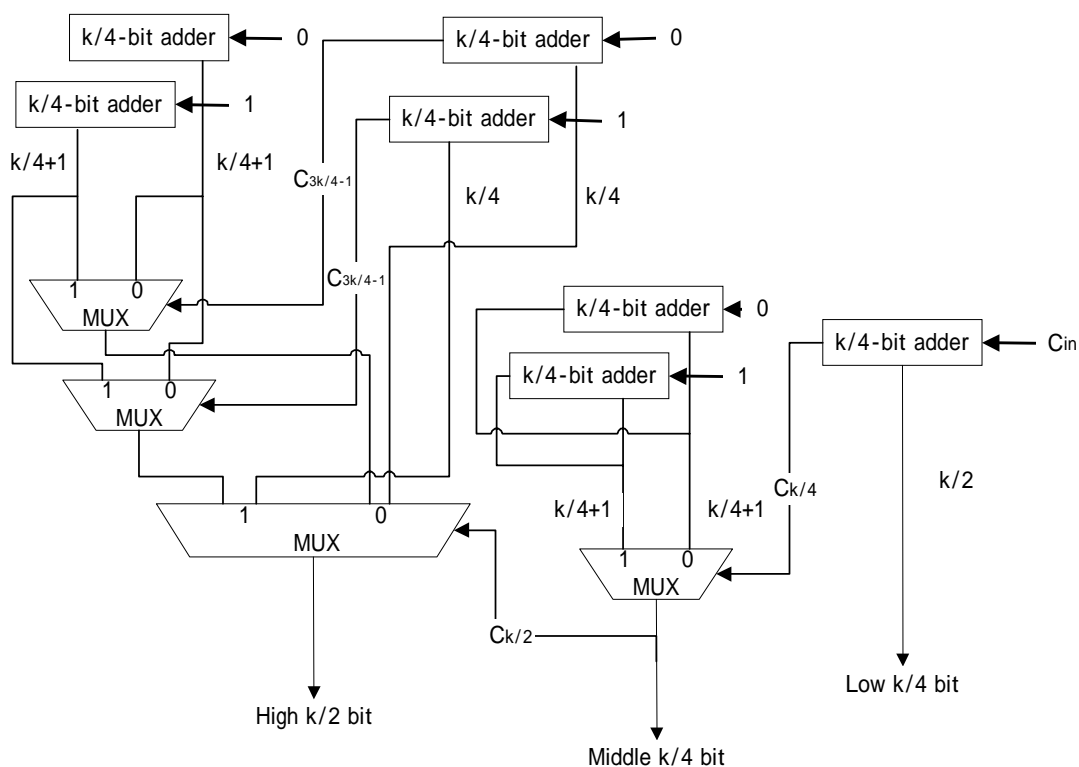 k/4-bit adder
0
k/4-bit adder
0
k/4-bit adder
1
k/4-bit adder
1
k/4+1
k/4+1
C3k/4-1
k/4
k/4
C3k/4-1
1
0
MUX
k/4-bit adder
0
k/4-bit adder
Cin
k/4-bit adder
1
1
0
MUX
Ck/4
k/2
k/4+1
k/4+1
1
0
MUX
1
0
MUX
Ck/2
Low k/4 bit
High k/2 bit
Middle k/4 bit